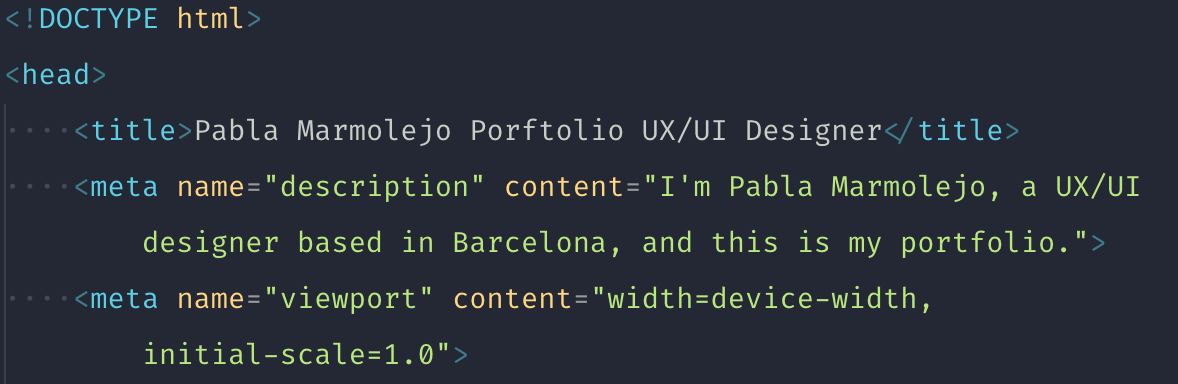 <!DOCTYPE html>
<head>
<title>Pabla Marmolejo Porftolio UX/UI Designer</title>
<meta name="description" content="I'm Pabla Marmolejo, a UX/UI
designer based in Barcelona, and this is my portfolio.">
<meta name="viewport" content="width=device-width,
initial-scale=1.0">